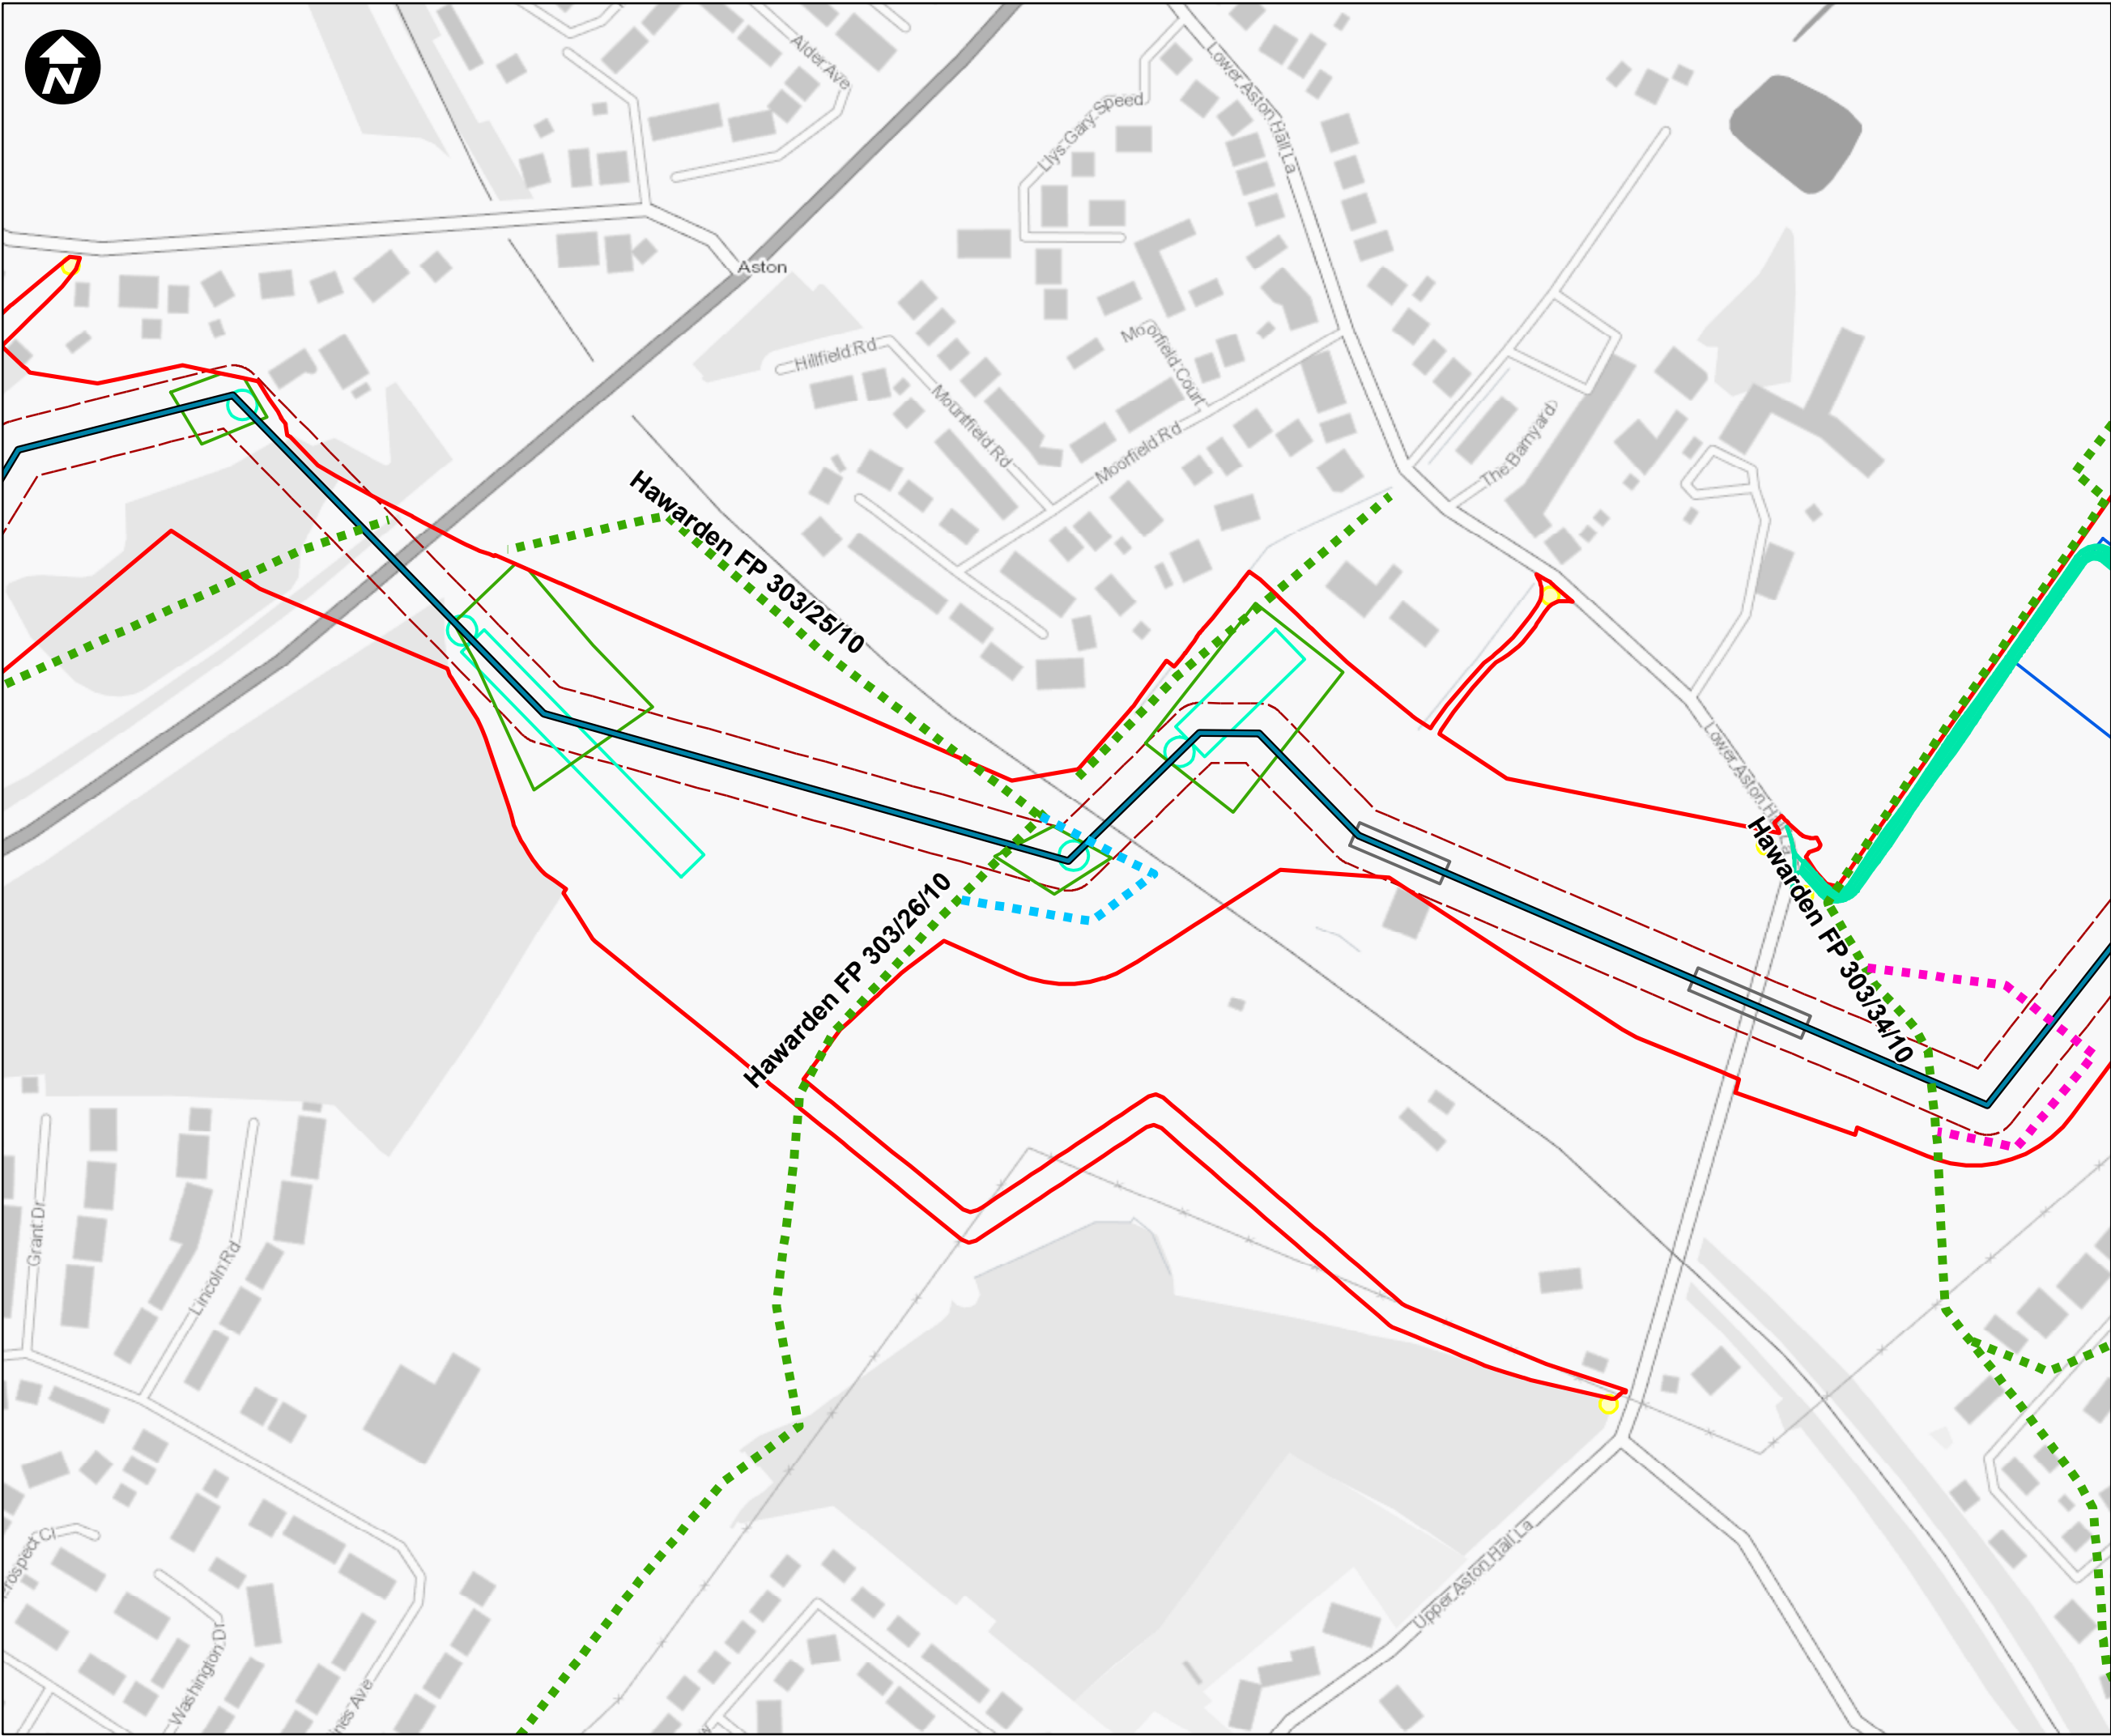 N
Alder Ave
Lower Aston Hall La
Llys Gary Speed
Aston
Hillfield Rd
Moorfield Court
Mountfield Rd
Moorfield Rd
The Barnyard
Hawarden FP 303/25/10
Lower Aston Hall La
Hawarden FP 303/26/10
Hawarden FP 303/34/10
Grant Dr
Lincoln Rd
Prospect Cl
Washington Dr
Upper Aston Hall La